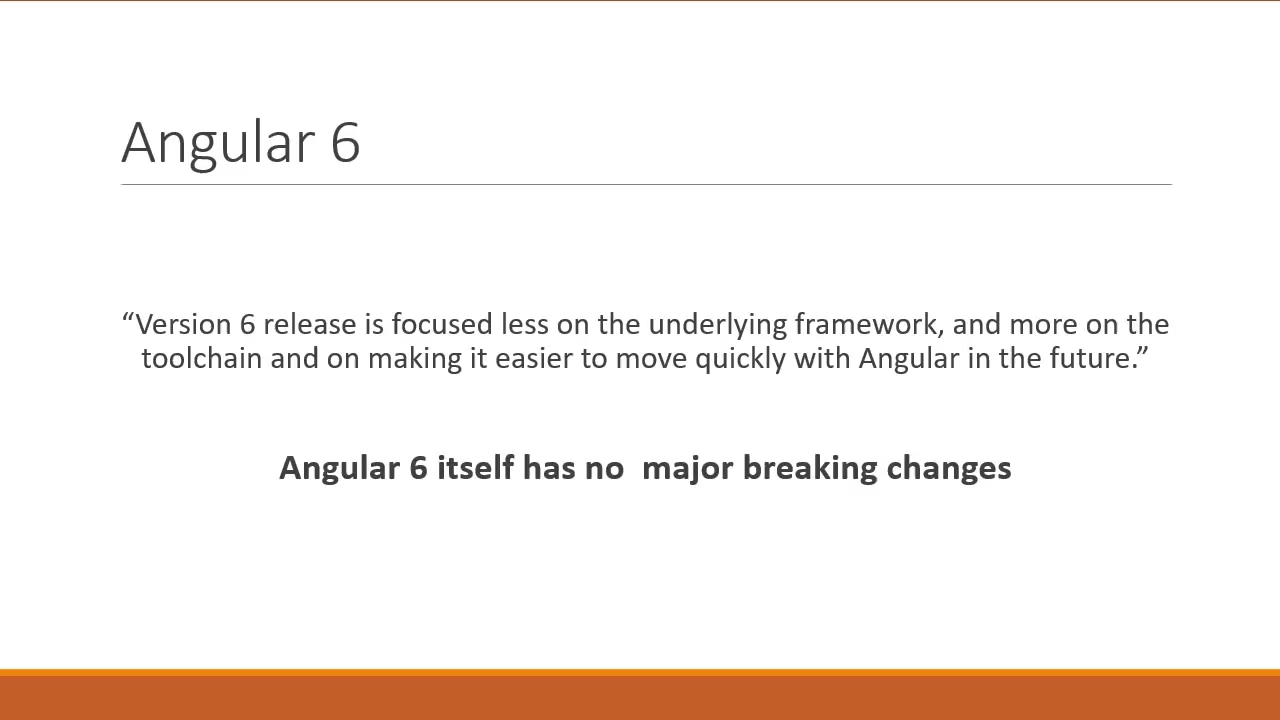 Angular 6
“Version 6 release is focused less on the underlying framework, and more on the
toolchain and on making it easier to move quickly with Angular in the future.”
Angular 6 itself has no  major breaking changes